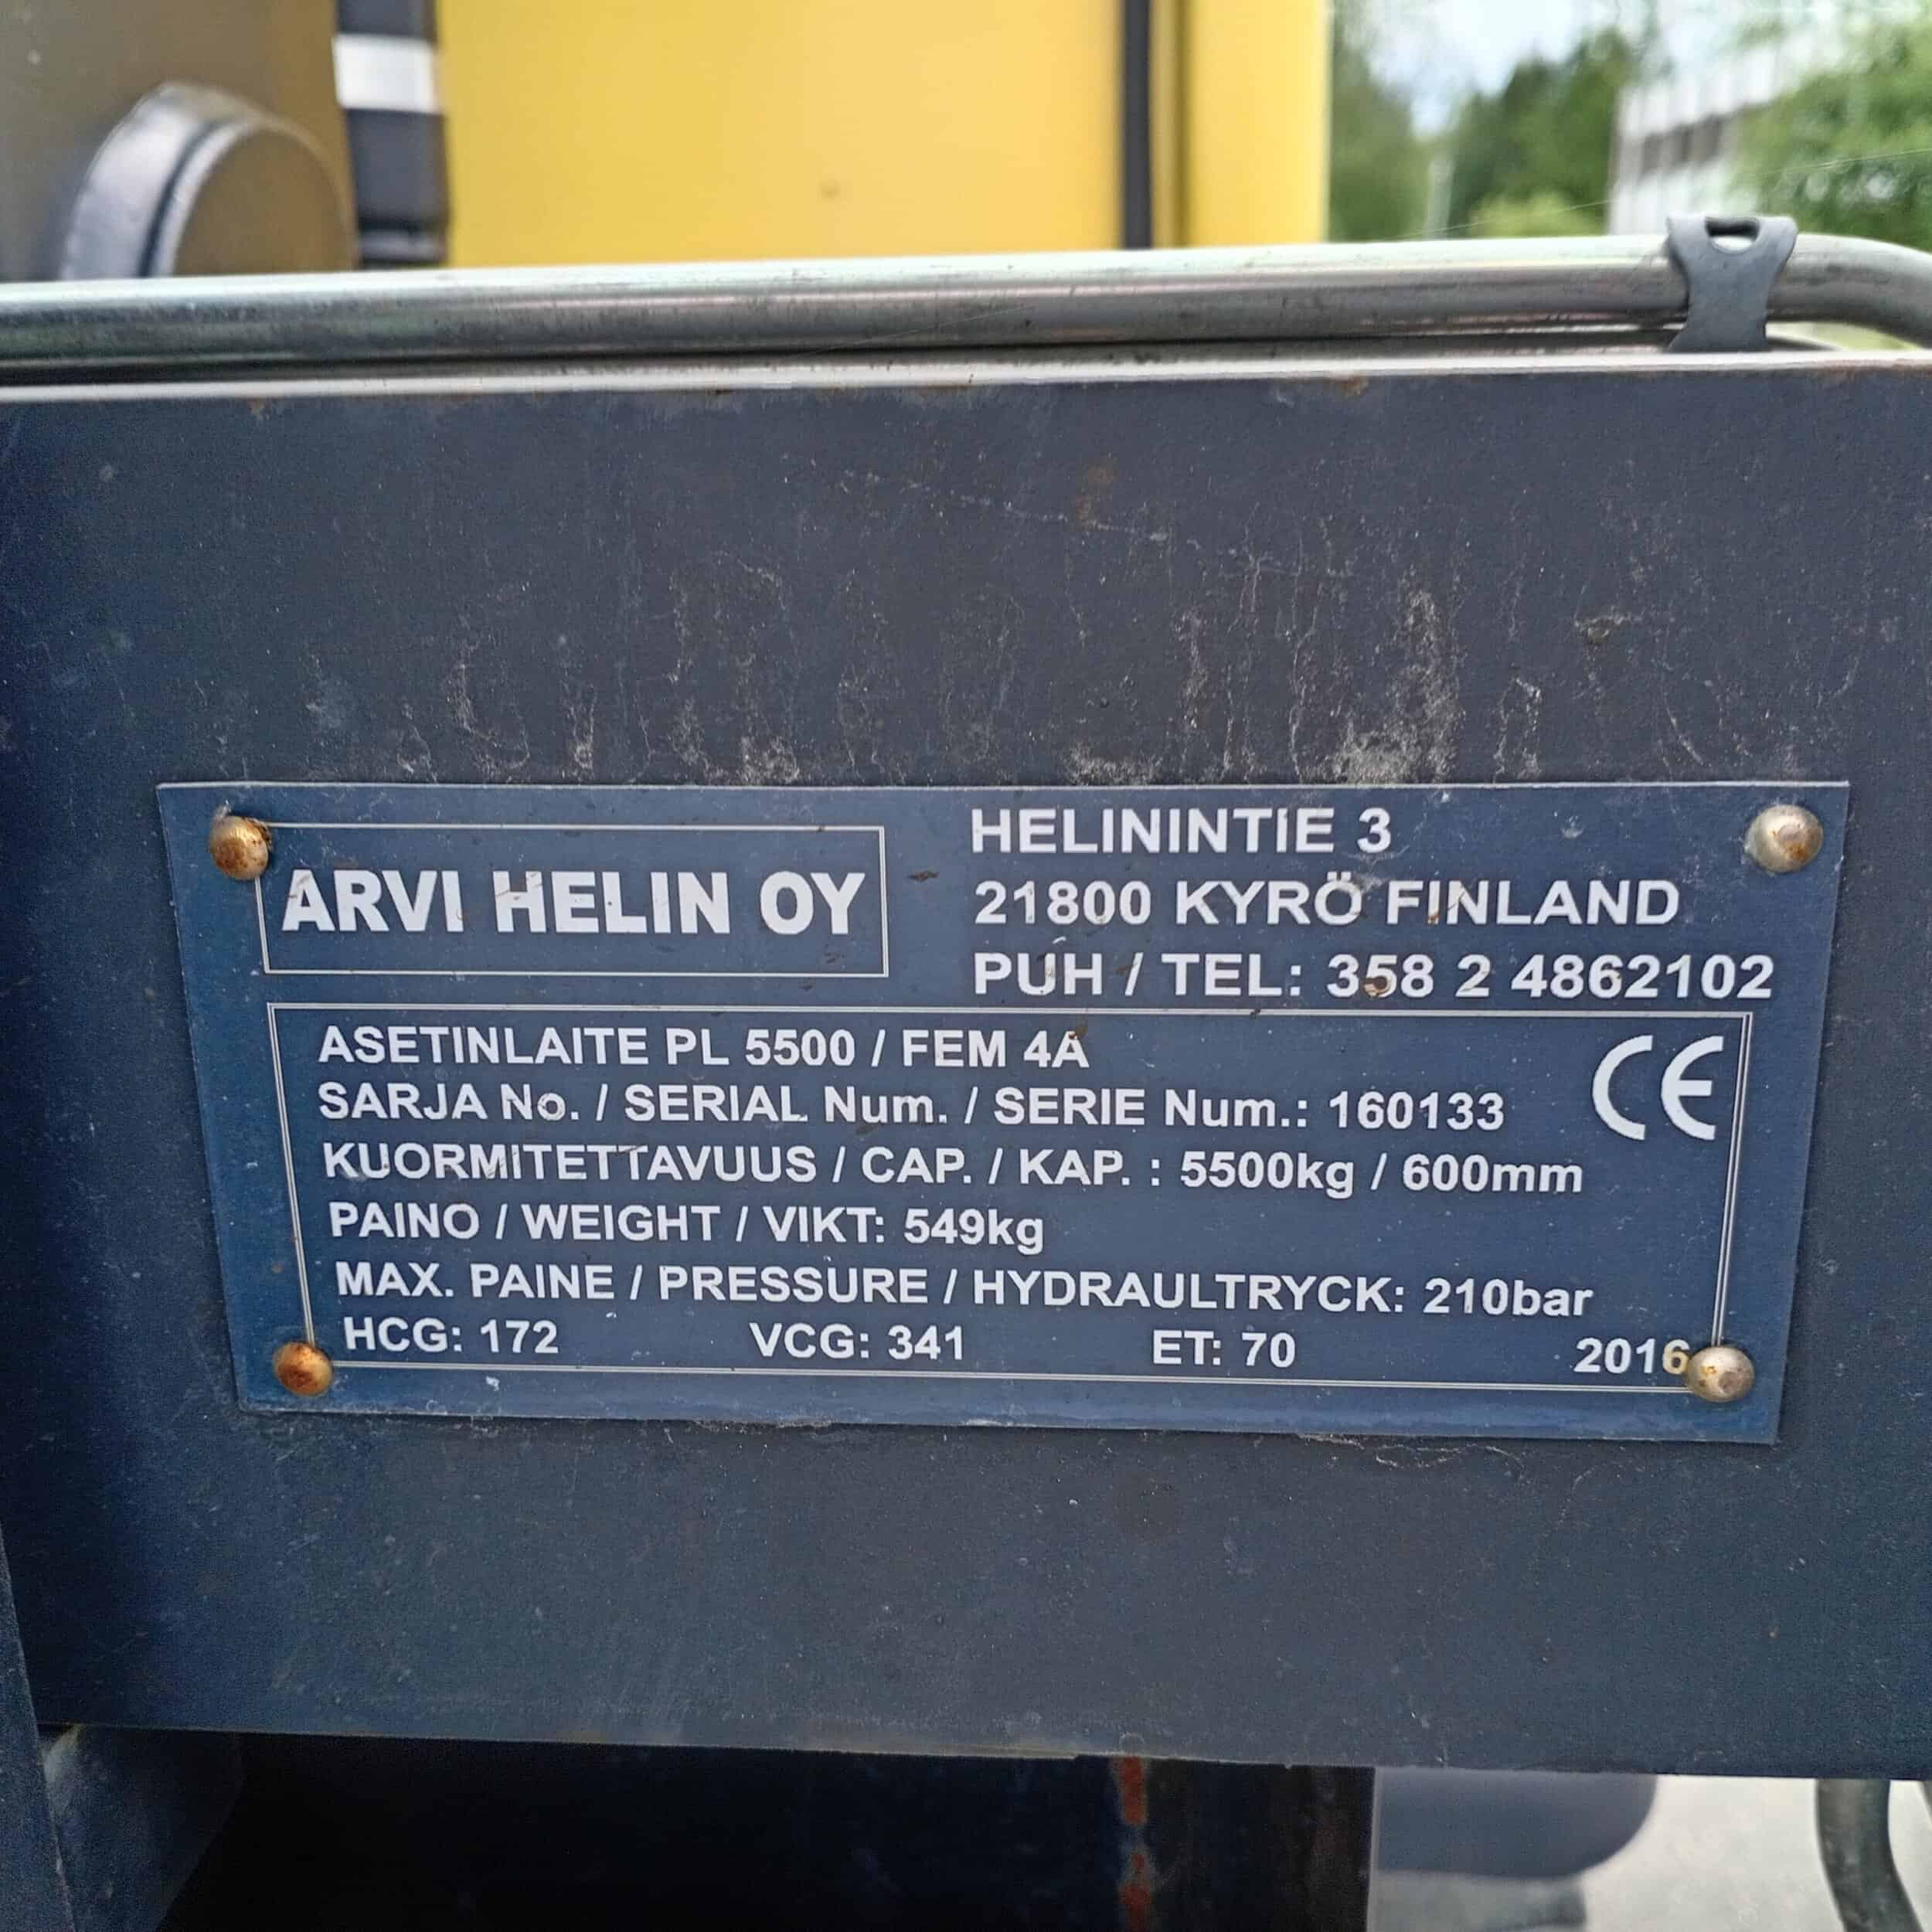 ARVI HELIN OY
HELININTIE 3
21800 KYRÖ FINLAND
PUH / TEL: 358 2 4862102
ASETINLAITE PL 5500 / FEM 4A
SARJA No. / SERIAL Num. / SERIE Num.: 160133
KUORMITETTAVUUS / CAP. / KAP. : 5500kg / 600mm
PAINO / WEIGHT / VIKT: 549kg
MAX. PAINE / PRESSURE / HYDRAULTRYCK: 210bar
HCG: 172 VCG: 341 ET: 70 2016
CE